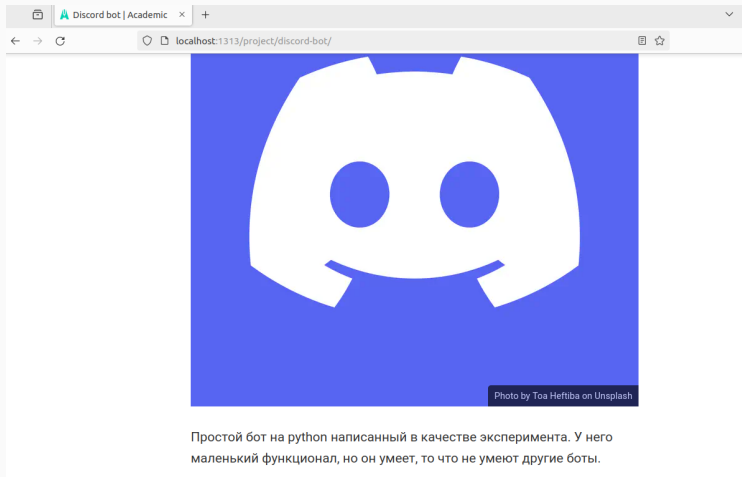 Discord bot | Academic
localhost:1313/project/discord-bot/
Photo by Toa Heftiba on Unsplash
Простой бот на python написанный в качестве эксперимента. У него
маленький функционал, но он умеет, то что не умеют другие боты.